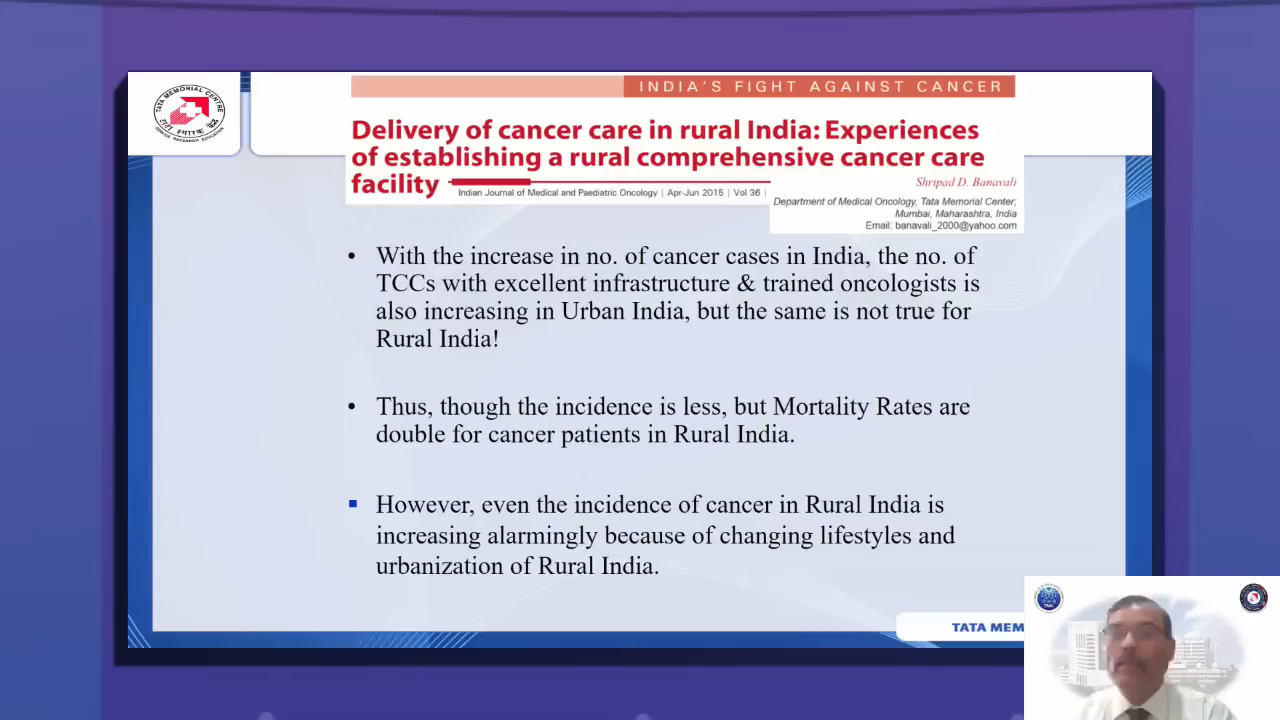 TATA MEMORIAL CENTRE
टाटा स्मारक केंद्र
INDIA'S FIGHT AGAINST CANCER
Delivery of cancer care in rural India: Experiences
of establishing a rural comprehensive cancer care
facility
Indian Journal of Medical and Paediatric Oncology | Apr-Jun 2015 | Vol 36 |
Shripad D. Banavali
Department of Medical Oncology, Tata Memorial Center,
Mumbai, Maharashtra, India
Email: banavali_2000@yahoo.com
• With the increase in no. of cancer cases in India, the no. of
TCCs with excellent infrastructure & trained oncologists is
also increasing in Urban India, but the same is not true for
Rural India!
• Thus, though the incidence is less, but Mortality Rates are
double for cancer patients in Rural India.
▪ However, even the incidence of cancer in Rural India is
increasing alarmingly because of changing lifestyles and
urbanization of Rural India.
TATA MEM
TMC